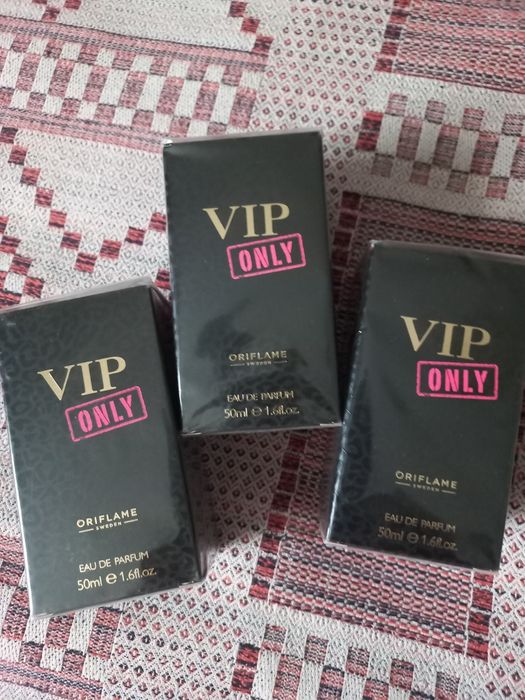 VIP
ONLY
ORIFLAME
SWEDEN
EAU DE PARFUM
50ml ℮ 1.6fl.oz.
VIP
ONLY
ORIFLAME
SWEDEN
EAU DE PARFUM
50ml ℮ 1.6fl.oz.
VIP
ONLY
ORIFLAME
SWEDEN
EAU DE PARFUM
50ml ℮ 1.6fl.oz.